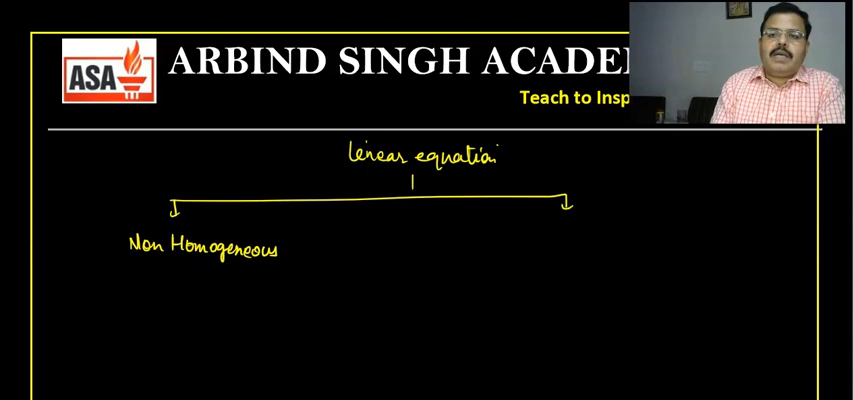 ASA
ARBIND SINGH ACADE
Teach to Insp
linear equation
Non Homogeneous